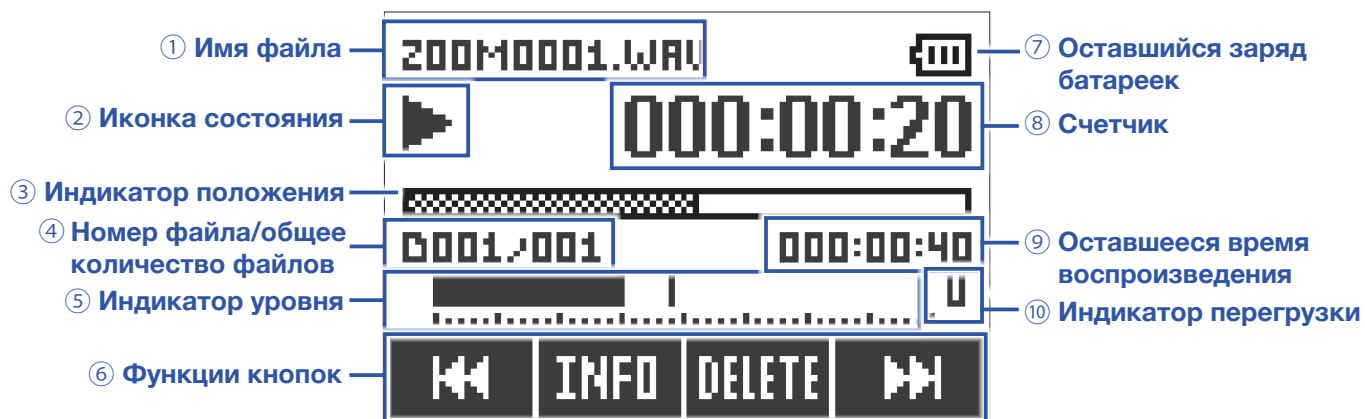 ① Имя файла
② Иконка состояния
③ Индикатор положения
④ Номер файла/общее
количество файлов
⑤ Индикатор уровня
⑥ Функции кнопок
ZOOM0001.WAV
000:00:20
001/001
000:00:40
INFO DELETE
⑦ Оставшийся заряд
батареек
⑧ Счетчик
⑨ Оставшееся время
воспроизведения
⑩ Индикатор перегрузки